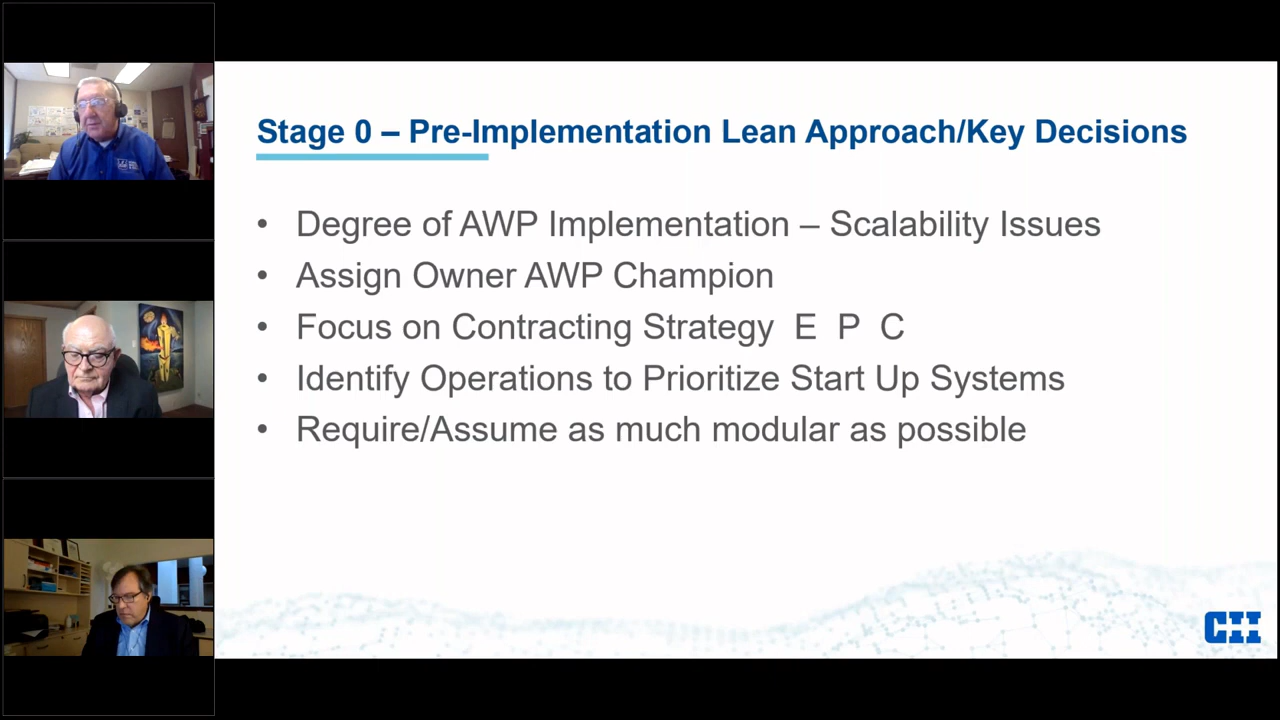 Stage 0 – Pre-Implementation Lean Approach/Key Decisions
• Degree of AWP Implementation – Scalability Issues
• Assign Owner AWP Champion
• Focus on Contracting Strategy  E  P  C
• Identify Operations to Prioritize Start Up Systems
• Require/Assume as much modular as possible
CII